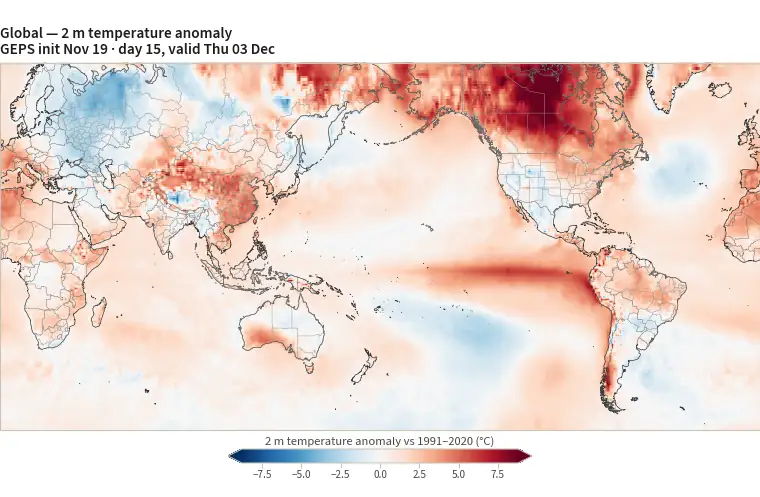 Global — 2 m temperature anomaly
GEPS init Nov 19 · day 15, valid Thu 03 Dec
2 m temperature anomaly vs 1991–2020 (°C)
−7.5 −5.0 −2.5 0.0 2.5 5.0 7.5